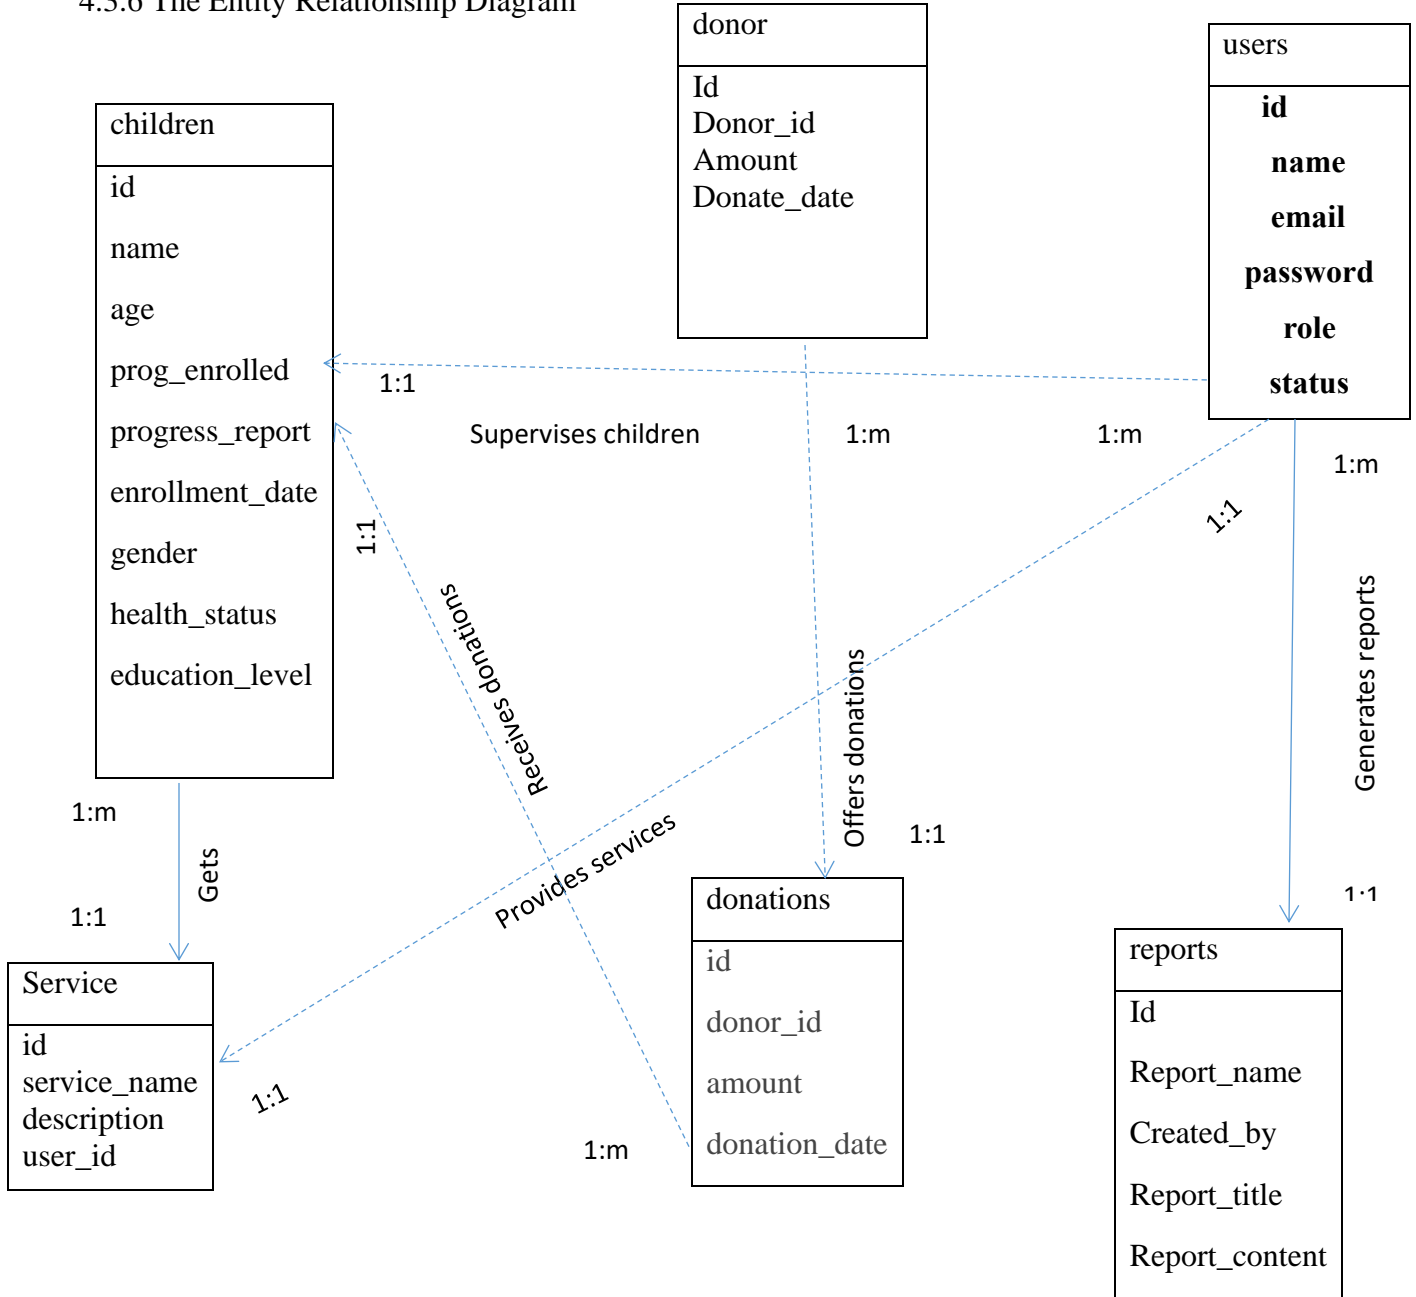 4.3.6 The Entity Relationship Diagram
donor
Id
Donor_id
Amount
Donate_date
users
id
name
email
password
role
status
children
id
name
age
prog_enrolled
progress_report
enrollment_date
gender
health_status
education_level
1:1
Supervises children
1:m
1:m
1:m
1:1
1:1
Receives donations
Offers donations
Generates reports
1:m
Gets
1:1
Provides services
1:1
1:1
Service
id
service_name
description
user_id
1:1
1:m
donations
id
donor_id
amount
donation_date
reports
Id
Report_name
Created_by
Report_title
Report_content